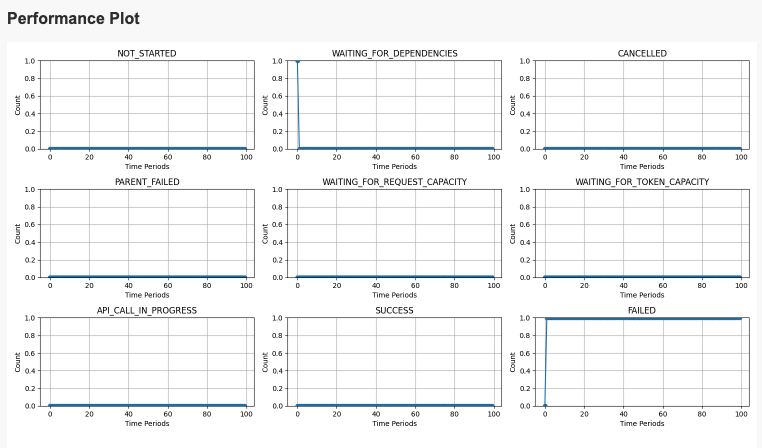 Performance Plot
NOT_STARTED
WAITING_FOR_DEPENDENCIES
CANCELLED
1.0
0.8
0.6
0.4
0.2
0.0
Count
0 20 40 60 80 100
Time Periods
1.0
0.8
0.6
0.4
0.2
0.0
Count
0 20 40 60 80 100
Time Periods
1.0
0.8
0.6
0.4
0.2
0.0
Count
0 20 40 60 80 100
Time Periods
PARENT_FAILED
WAITING_FOR_REQUEST_CAPACITY
WAITING_FOR_TOKEN_CAPACITY
1.0
0.8
0.6
0.4
0.2
0.0
Count
0 20 40 60 80 100
Time Periods
1.0
0.8
0.6
0.4
0.2
0.0
Count
0 20 40 60 80 100
Time Periods
1.0
0.8
0.6
0.4
0.2
0.0
Count
0 20 40 60 80 100
Time Periods
API_CALL_IN_PROGRESS
SUCCESS
FAILED
1.0
0.8
0.6
0.4
0.2
0.0
Count
0 20 40 60 80 100
Time Periods
1.0
0.8
0.6
0.4
0.2
0.0
Count
0 20 40 60 80 100
Time Periods
1.0
0.8
0.6
0.4
0.2
0.0
Count
0 20 40 60 80 100
Time Periods